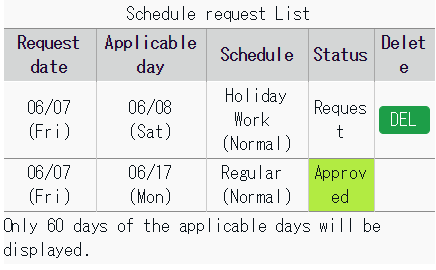 Schedule request List
Request date
Applicable day
Schedule
Status
Delet
e
06/07
(Fri)
06/08
(Sat)
Holiday
Work
(Normal)
Reques
t
DEL
06/07
(Fri)
06/17
(Mon)
Regular
(Normal)
Approv
ed
Only 60 days of the applicable days will be
displayed.